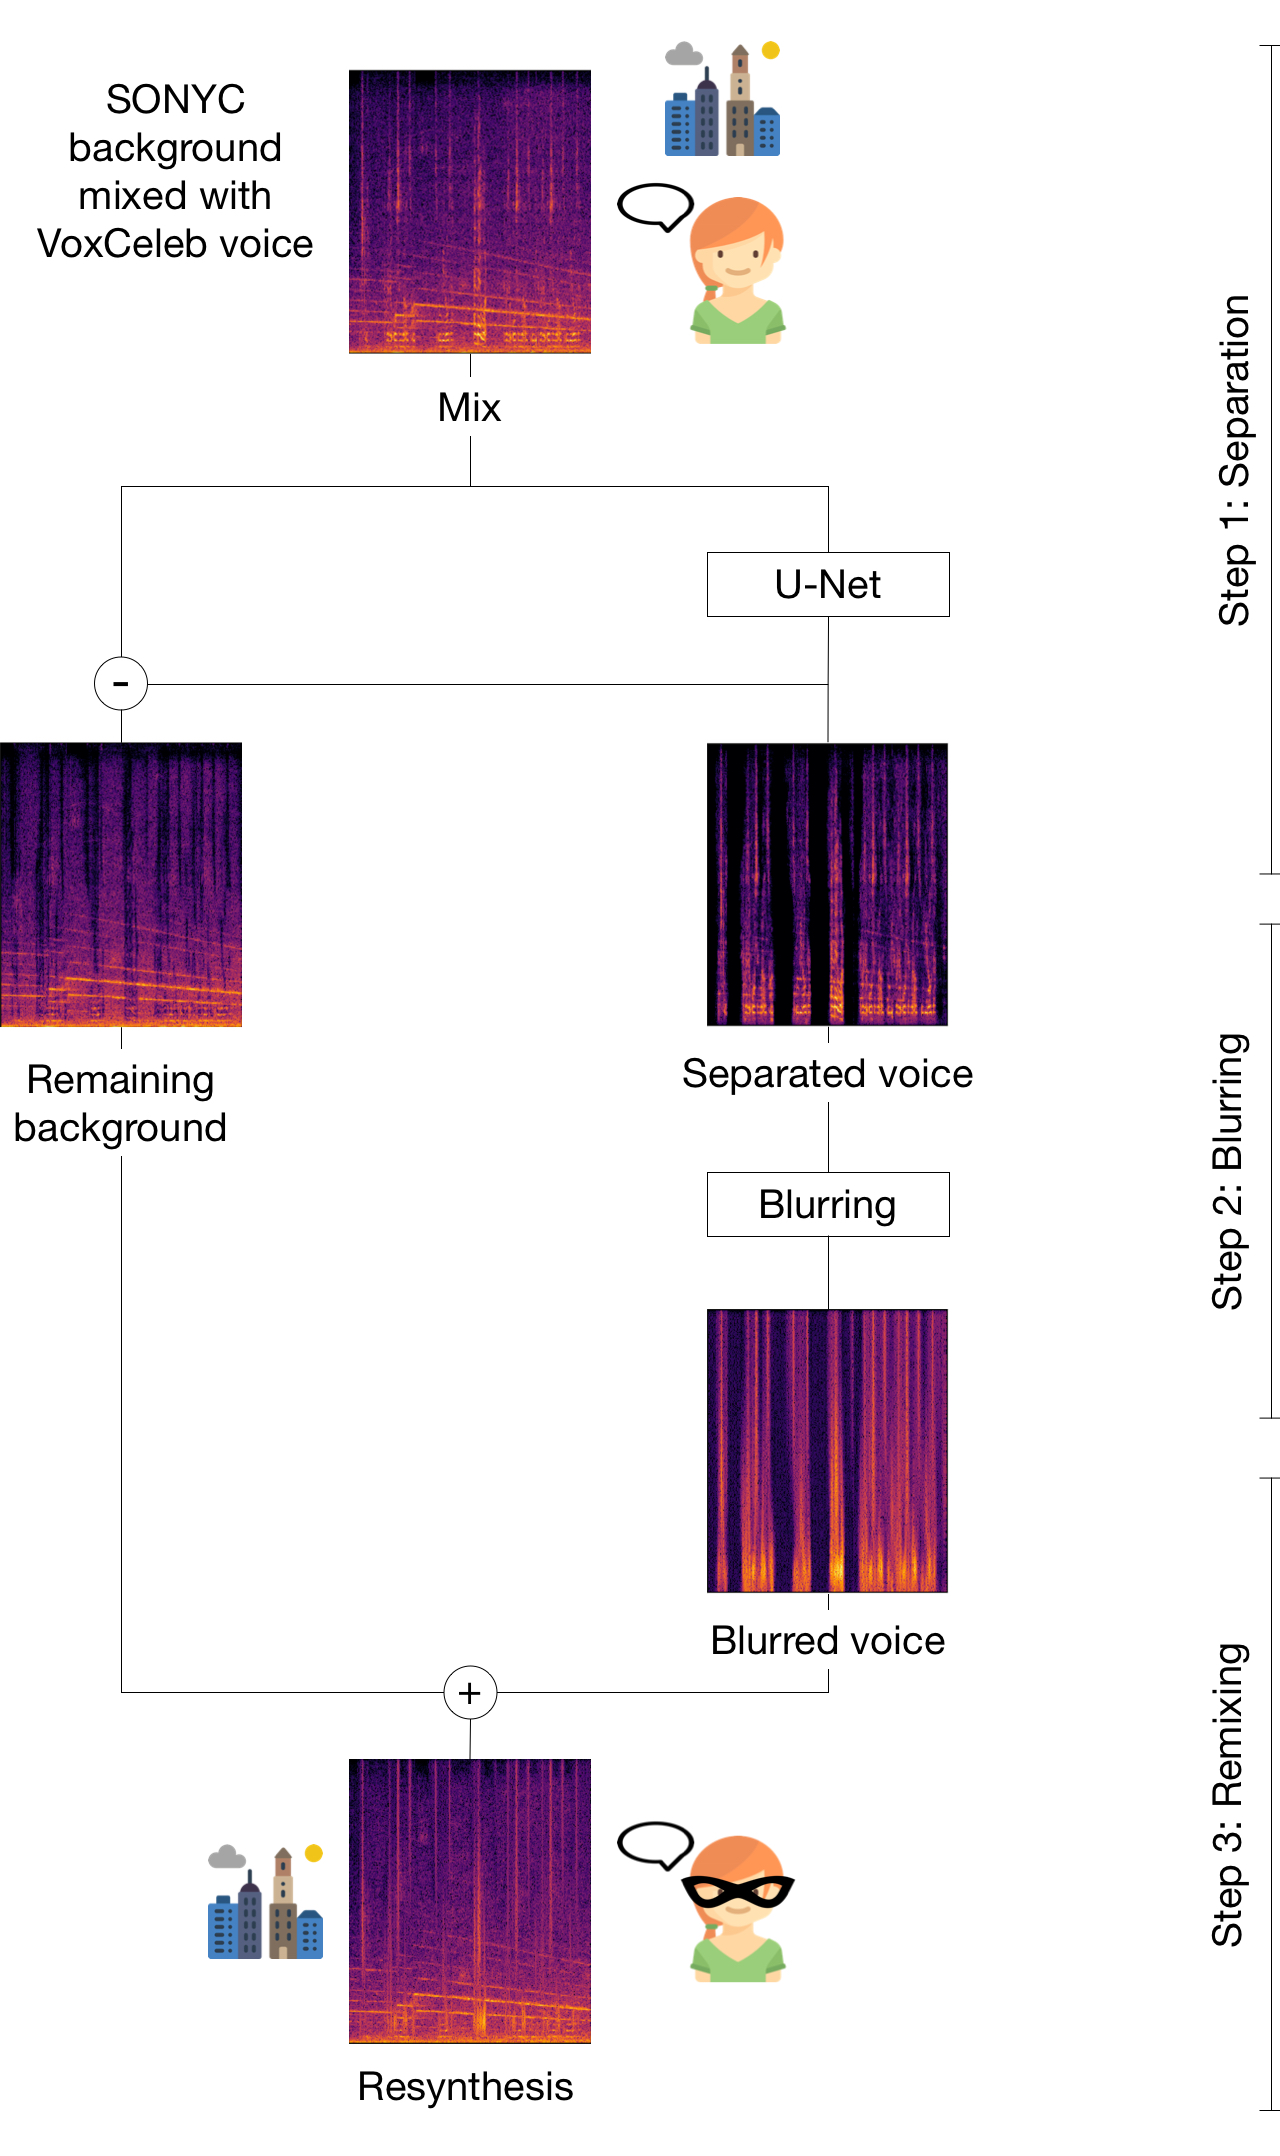 SONYC
background
mixed with
VoxCeleb voice
Mix
Step 1: Separation
U-Net
-
Remaining
background
Separated voice
Step 2: Blurring
Blurring
Blurred voice
+
Step 3: Remixing
Resynthesis